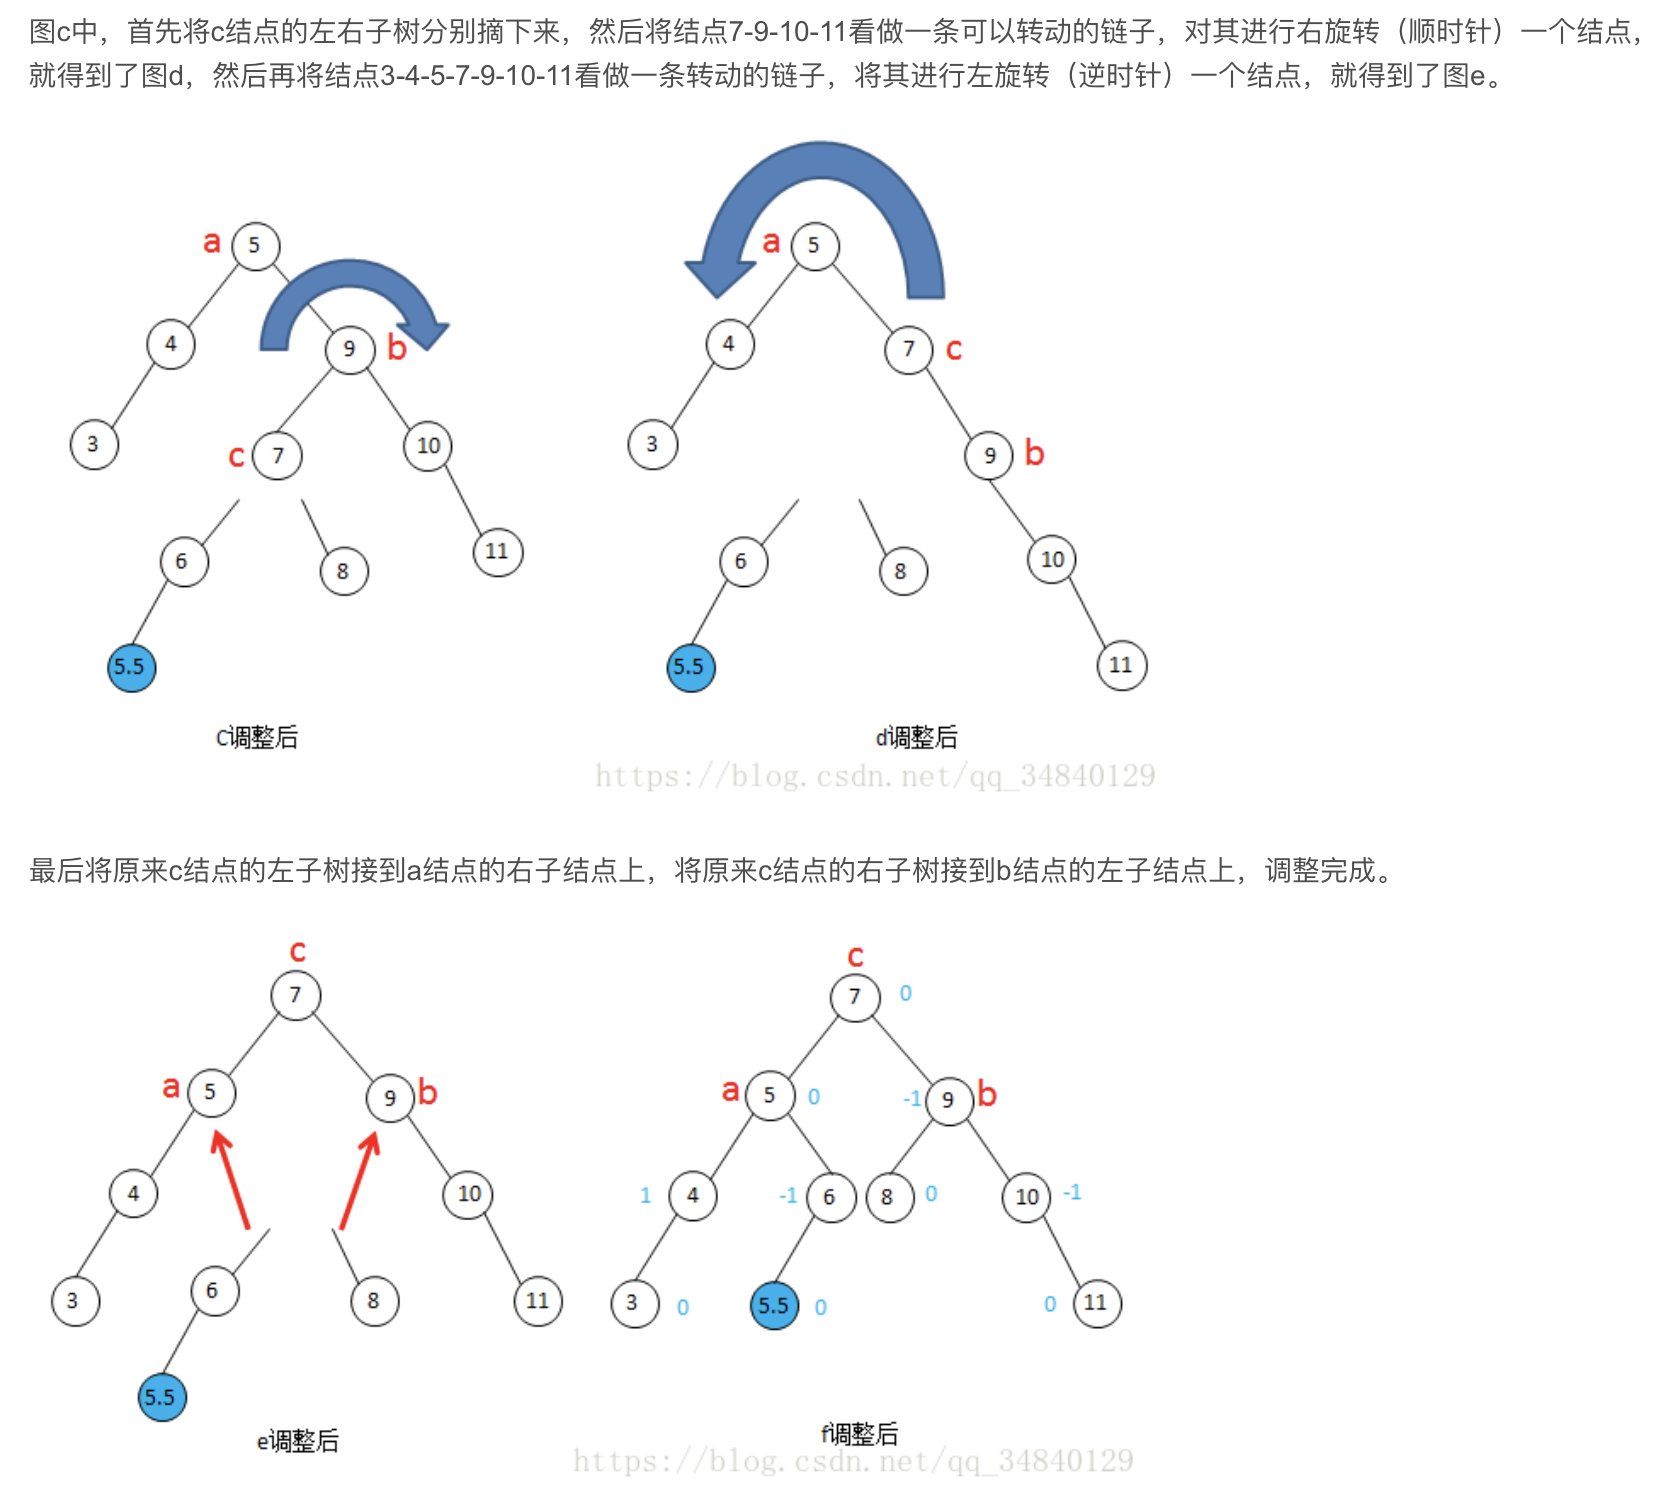 图c中，首先将c结点的左右子树分别摘下来，然后将结点7-9-10-11看做一条可以转动的链子，对其进行右旋转（顺时针）一个结点，
就得到了图d，然后再将结点3-4-5-7-9-10-11看做一条转动的链子，将其进行左旋转（逆时针）一个结点，就得到了图e。
a 5 a 5
4 9 b 4 7 c
3 c 7 10 3 9 b
6 8 11 6 8 10
5.5 5.5 11
C调整后 d调整后
https://blog.csdn.net/qq_34840129
最后将原来c结点的左子树接到a结点的右子结点上，将原来c结点的右子树接到b结点的左子结点上，调整完成。
c c
7 7 0
a 5 9 b a 5 0 -1 9 b
4 10 1 4 -1 6 8 0 10 -1
3 6 8 11 3 0 5.5 0 0 11
5.5
e调整后 f调整后
https://blog.csdn.net/qq_34840129